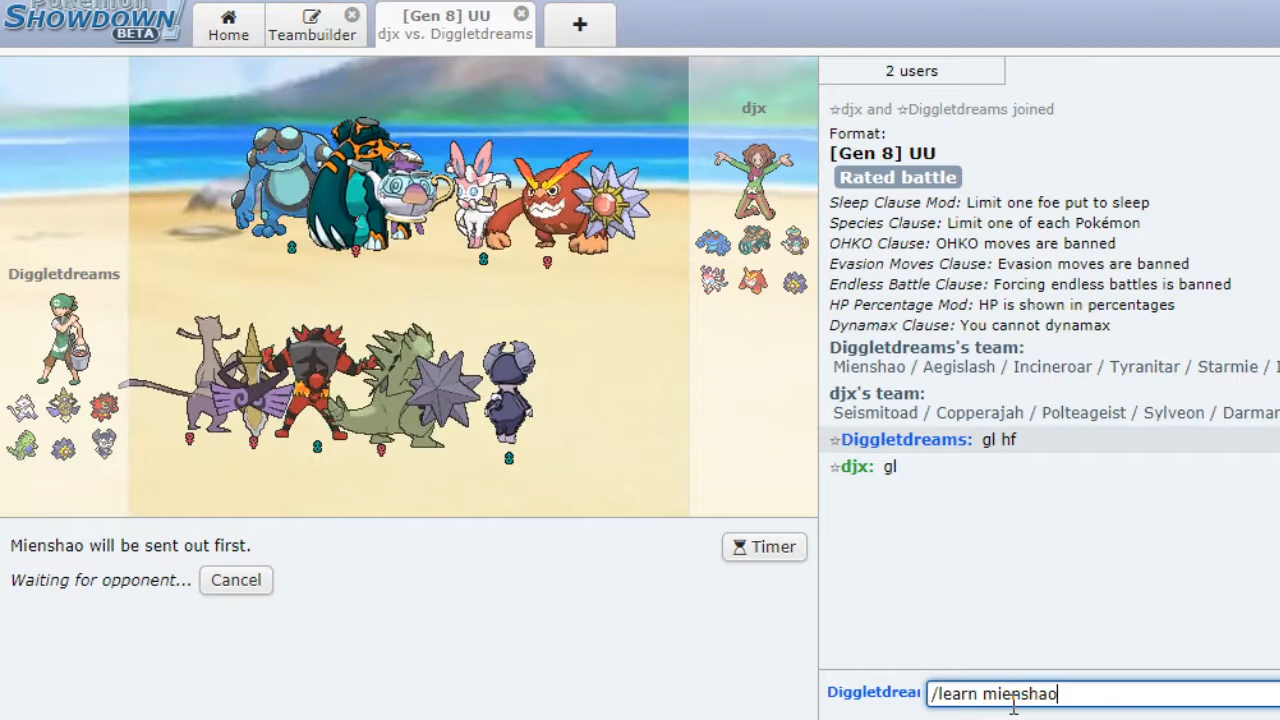 Pokémon
SHOWDOWN
BETA
Home
Teambuilder
[Gen 8] UU
djx vs. Diggletdreams
+
2 users
☆djx and ☆Diggletdreams joined
Format:
[Gen 8] UU
Rated battle
Sleep Clause Mod: Limit one foe put to sleep
Species Clause: Limit one of each Pokémon
OHKO Clause: OHKO moves are banned
Evasion Moves Clause: Evasion moves are banned
Endless Battle Clause: Forcing endless battles is banned
HP Percentage Mod: HP is shown in percentages
Dynamax Clause: You cannot dynamax
Diggletdreams's team:
Mienshao / Aegislash / Incineroar / Tyranitar / Starmie /
djx's team:
Seismitoad / Copperajah / Polteageist / Sylveon / Darmar
☆Diggletdreams: gl hf
☆djx: gl
djx
Diggletdreams
Mienshao will be sent out first.
Timer
Waiting for opponent...
Cancel
Diggletdrear
/learn mienshao